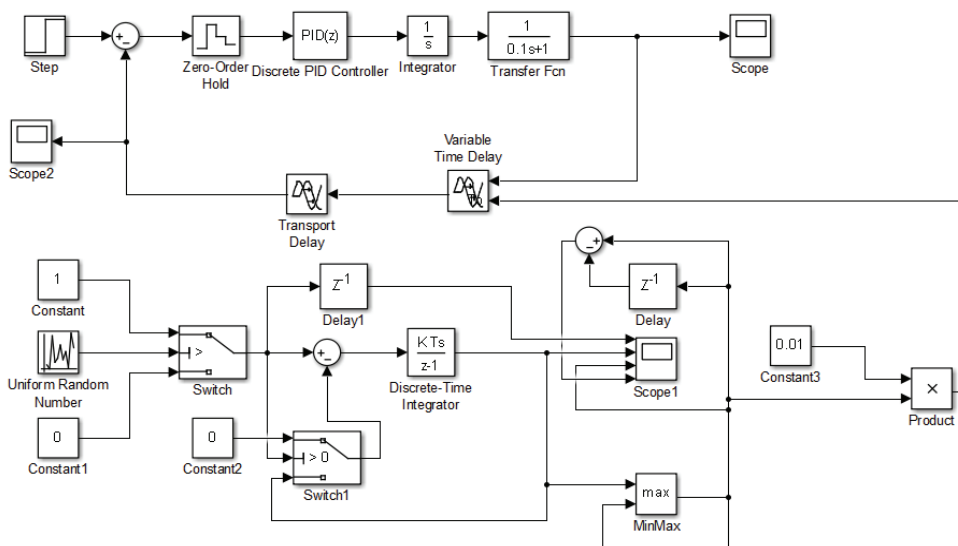 Step
+
-
Zero-Order
Hold
PID(z)
Discrete PID Controller
1
s
Integrator
1
0.1s+1
Transfer Fcn
Scope
Scope2
Transport
Delay
Variable
Time Delay
1
Constant
Uniform Random
Number
0
Constant1
>
Switch
Z-1
Delay1
+
-
0
Constant2
> 0
Switch1
KTs
z-1
Discrete-Time
Integrator
-
+
Z-1
Delay
Scope1
max
MinMax
0.01
Constant3
×
Product